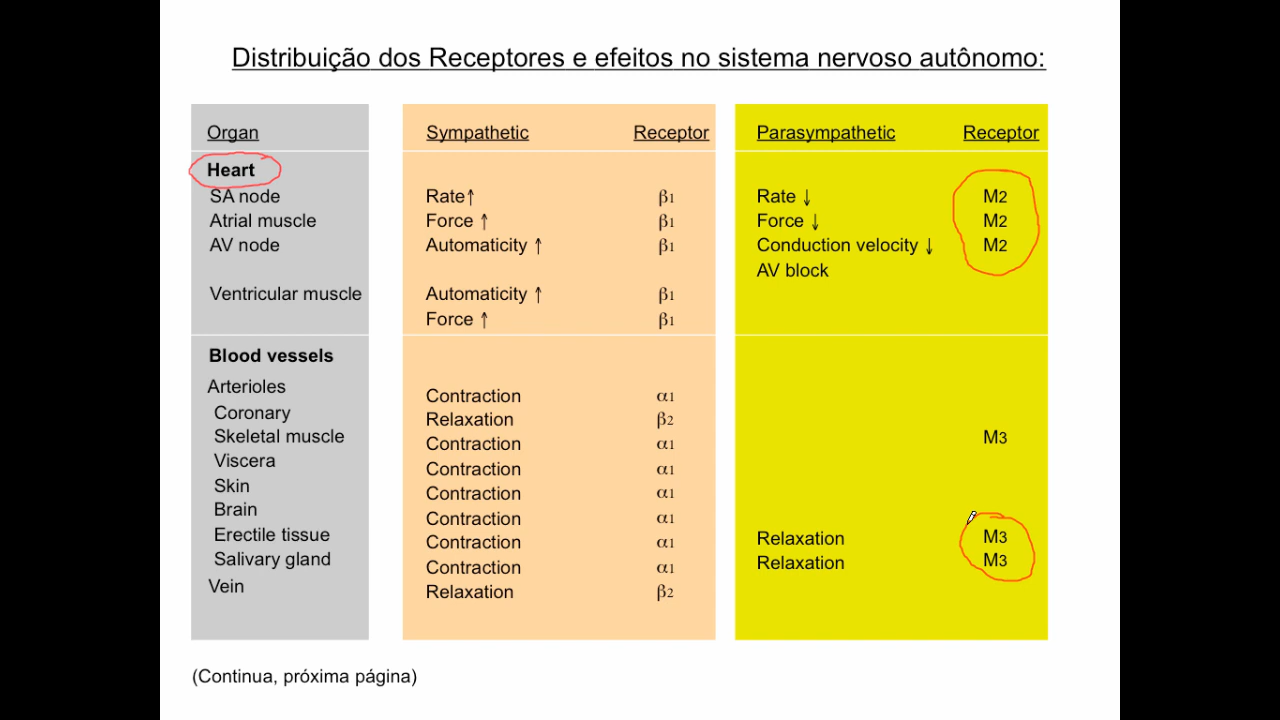 Distribuição dos Receptores e efeitos no sistema nervoso autônomo:
Organ Sympathetic Receptor Parasympathetic Receptor
Heart
SA node Rate↑ β1 Rate ↓ M2
Atrial muscle Force ↑ β1 Force ↓ M2
AV node Automaticity ↑ β1 Conduction velocity ↓ M2
AV block
Ventricular muscle Automaticity ↑ β1
Force ↑ β1
Blood vessels
Arterioles Contraction α1
Coronary Relaxation β2
Skeletal muscle Contraction α1 M3
Viscera Contraction α1
Skin Contraction α1
Brain Contraction α1
Erectile tissue Contraction α1 Relaxation M3
Salivary gland Contraction α1 Relaxation M3
Vein Relaxation β2
(Continua, próxima página)